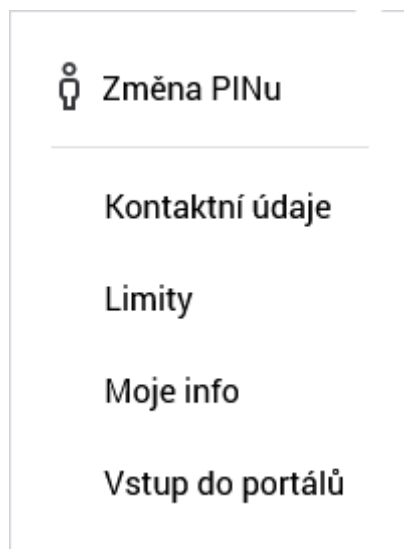 Změna PINu
Kontaktní údaje
Limity
Moje info
Vstup do portálů